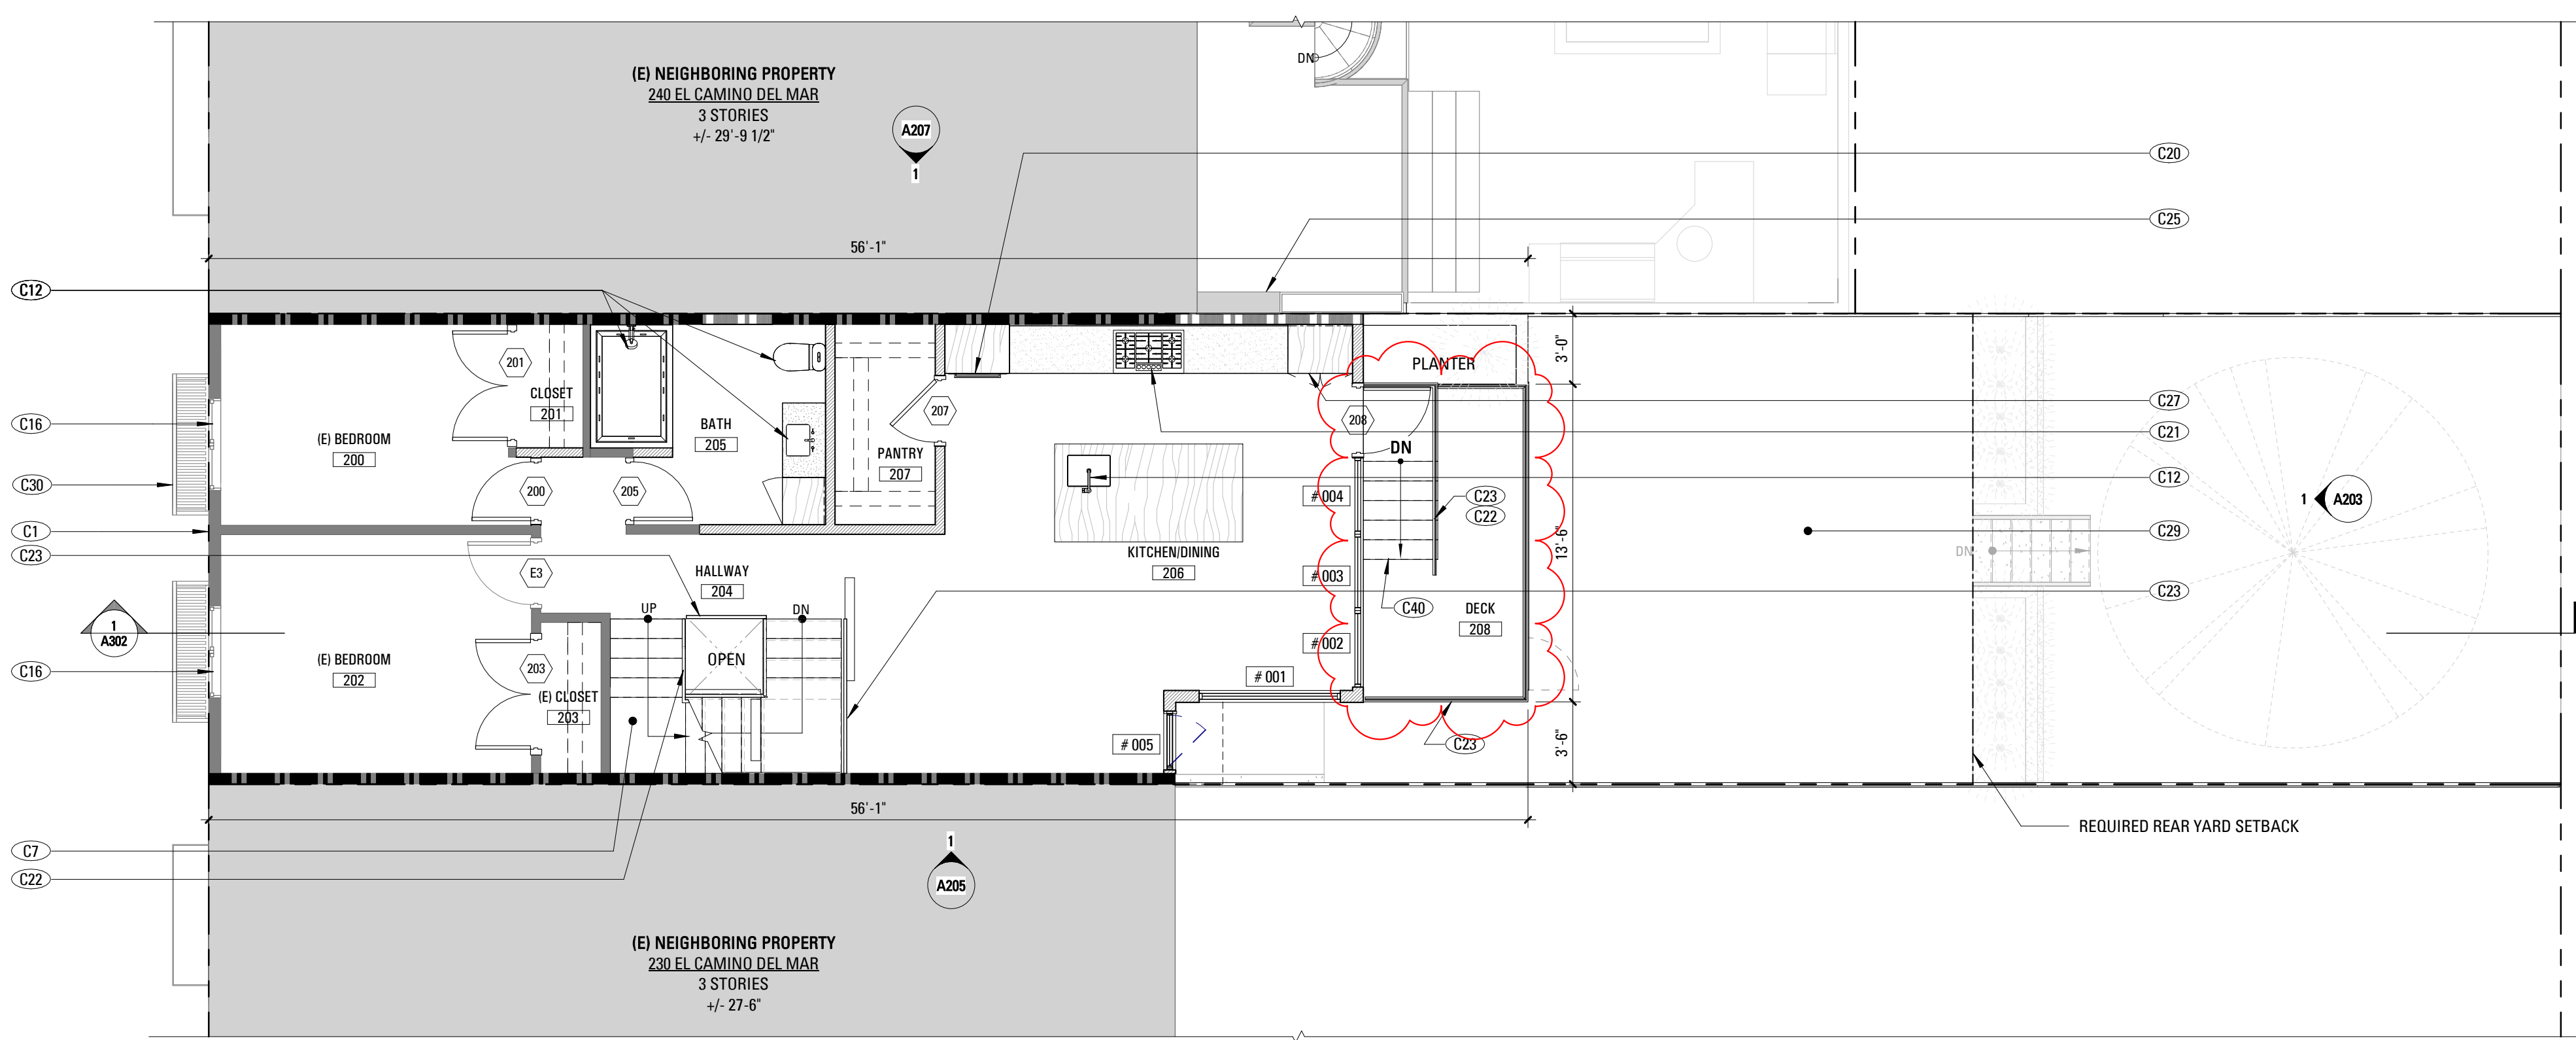 (E) NEIGHBORING PROPERTY
240 EL CAMINO DEL MAR
3 STORIES
+/- 29'-9 1/2"
A207
1
DN
C20
C25
56'-1"
C12
3'-0"
PLANTER
201
CLOSET
201
207
208
C27
C16
BATH
205
C21
(E) BEDROOM
200
DN
PANTRY
207
C12
C30
200
205
# 004
C23
C22
1
A203
C1
C29
C23
13'-6"
KITCHEN/DINING
206
DN
E3
HALLWAY
204
# 003
C23
UP
DN
C40
DECK
208
1
A302
# 002
(E) BEDROOM
202
OPEN
C16
203
# 001
(E) CLOSET
203
# 005
C23
3'-6"
56'-1"
REQUIRED REAR YARD SETBACK
C7
1
A205
C22
(E) NEIGHBORING PROPERTY
230 EL CAMINO DEL MAR
3 STORIES
+/- 27-6"